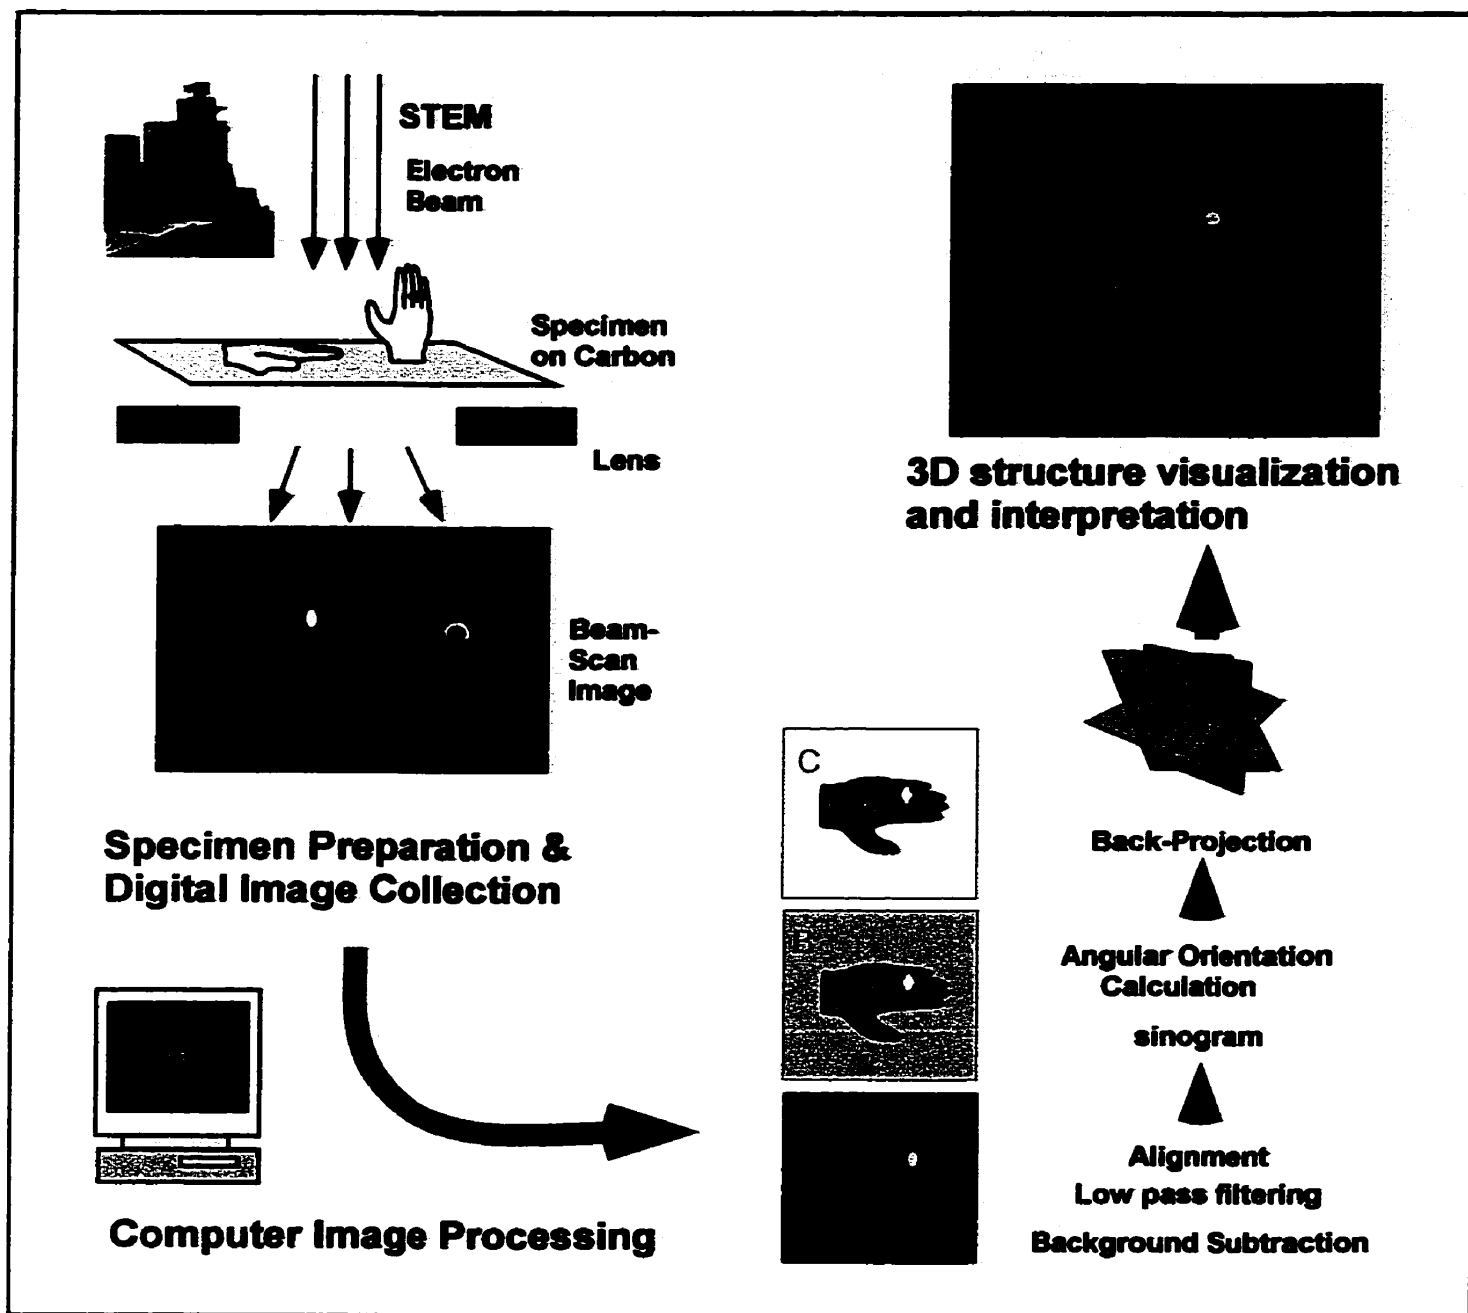 STEM
Electron
Beam
Specimen
on Carbon
Lens
Beam-
Scan
Image
Specimen Preparation &
Digital Image Collection
Computer Image Processing
3D structure visualization
and interpretation
Back-Projection
Angular Orientation
Calculation
sinogram
Alignment
Low pass filtering
Background Subtraction
C
B